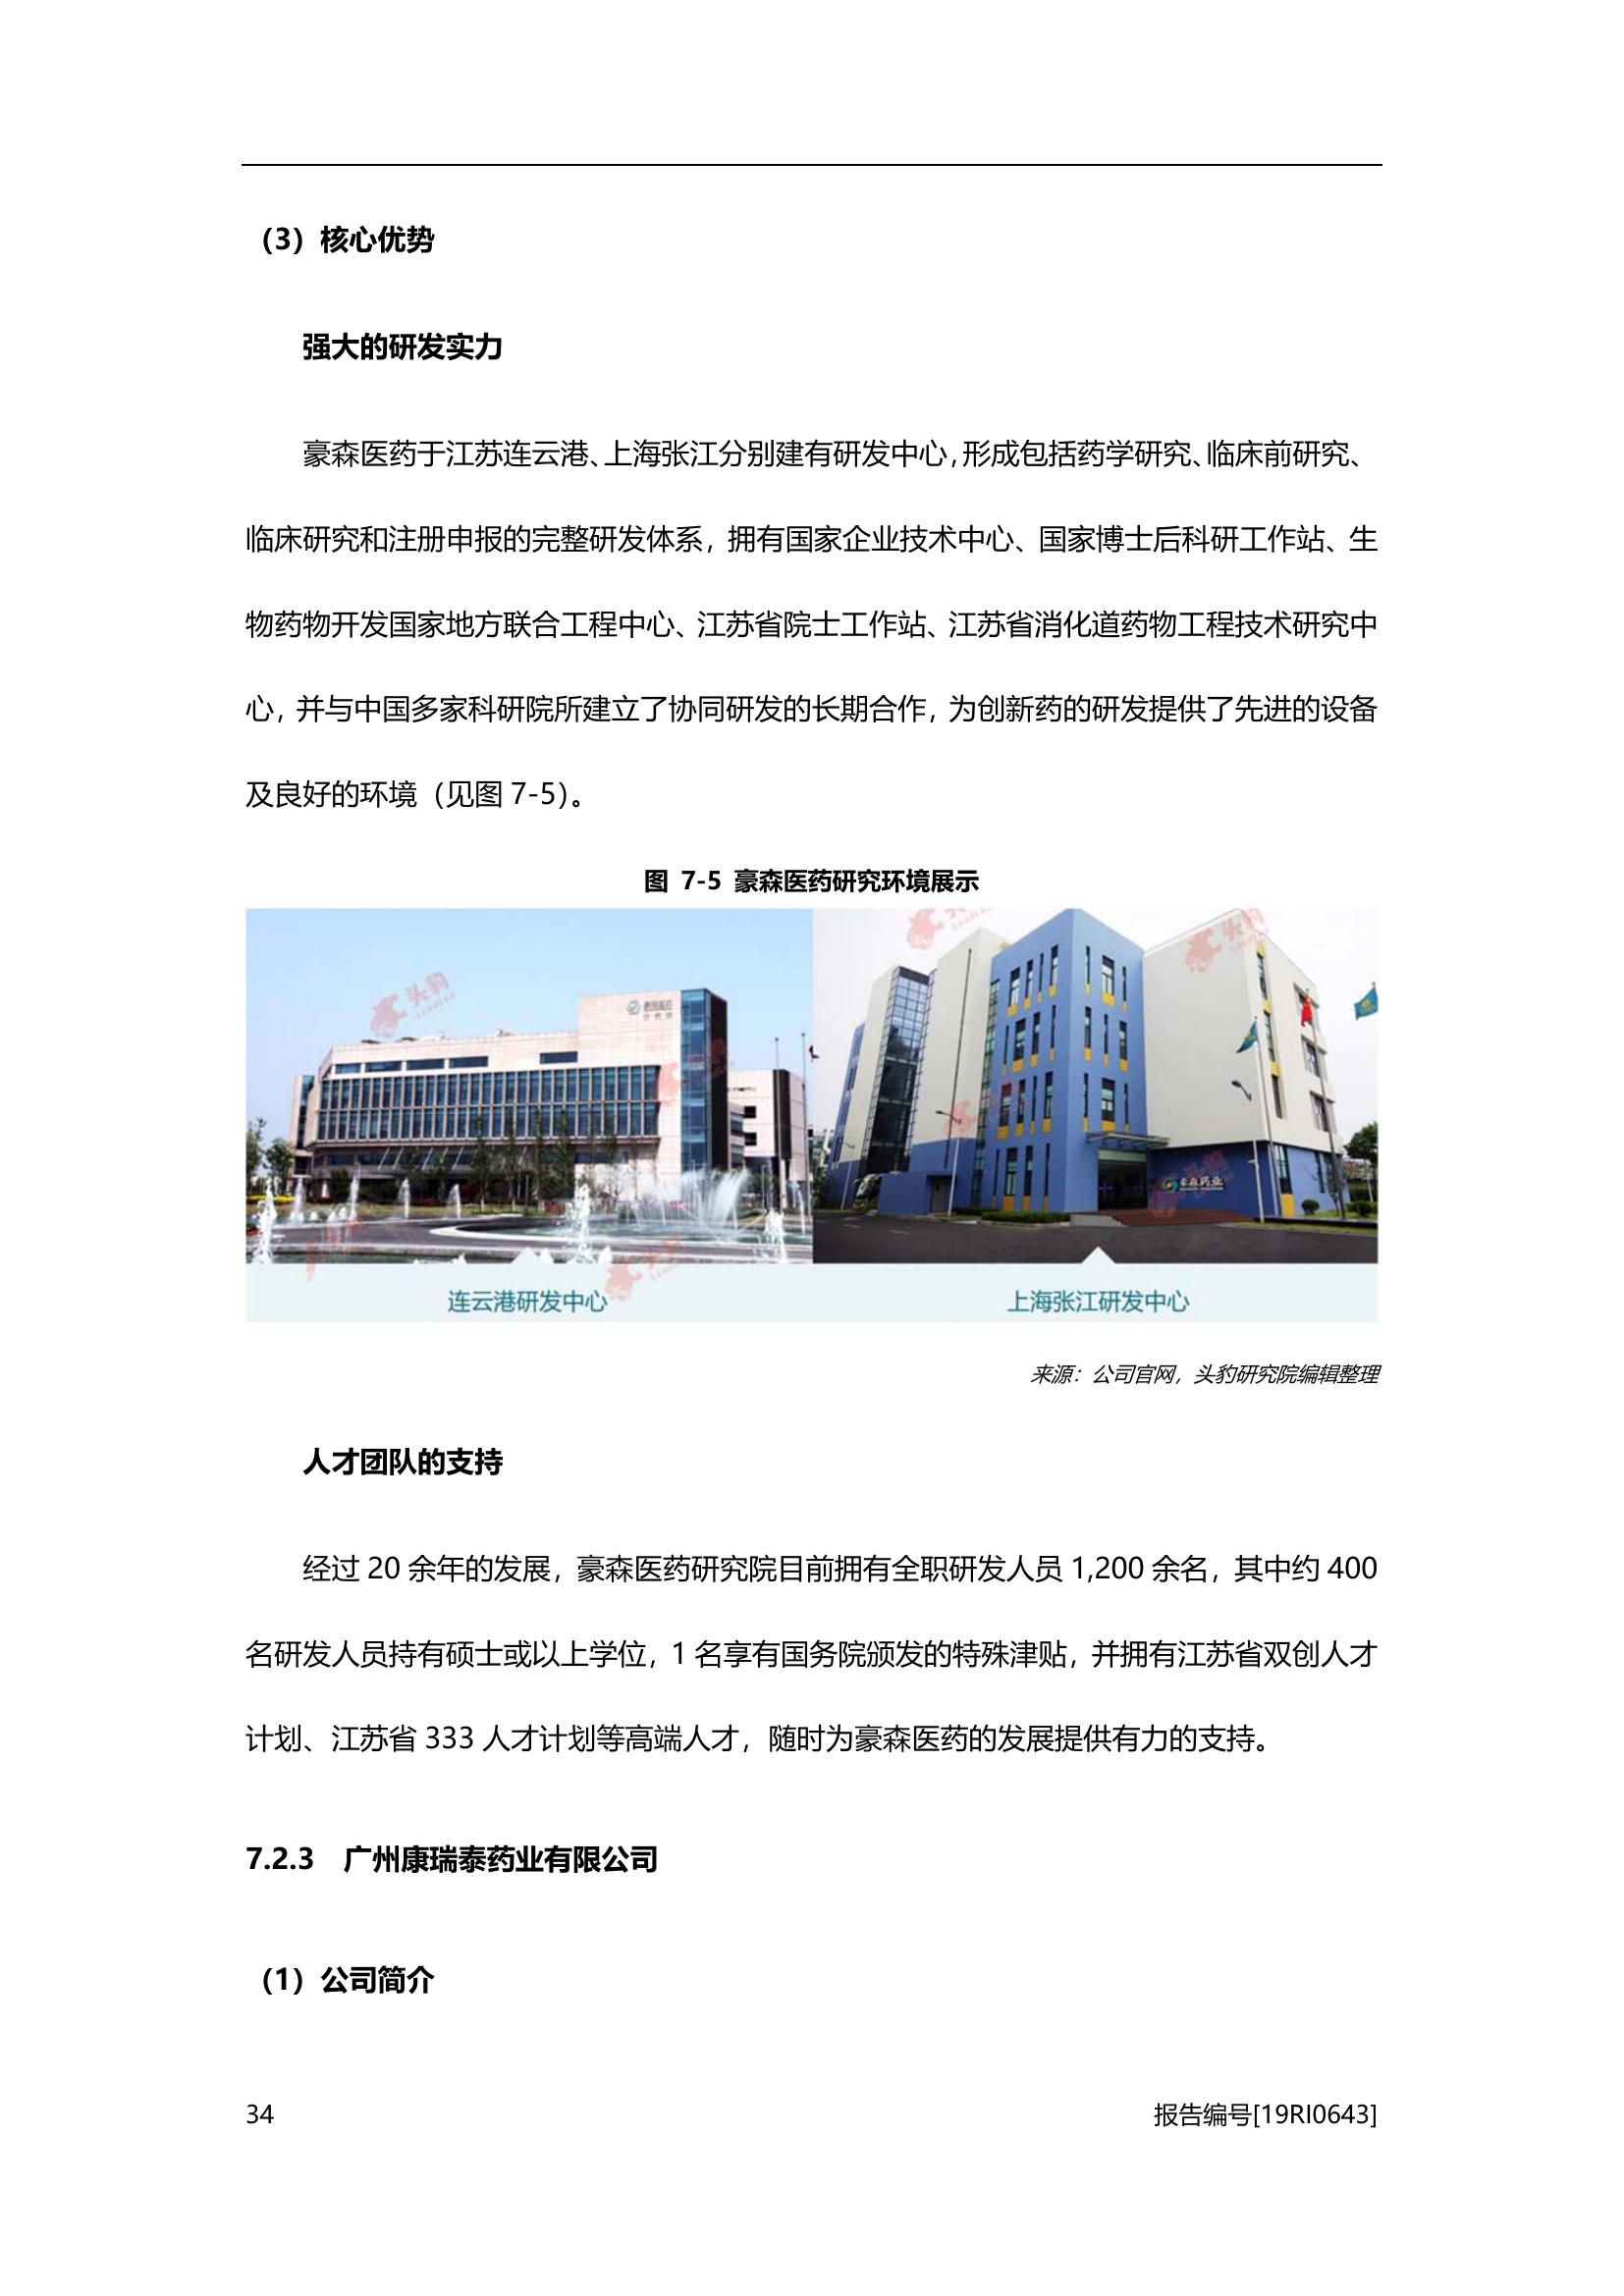 （3）核心优势
强大的研发实力
豪森医药于江苏连云港、上海张江分别建有研发中心，形成包括药学研究、临床前研究、
临床研究和注册申报的完整研发体系，拥有国家企业技术中心、国家博士后科研工作站、生
物药物开发国家地方联合工程中心、江苏省院士工作站、江苏省消化道药物工程技术研究中
心，并与中国多家科研院所建立了协同研发的长期合作，为创新药的研发提供了先进的设备
及良好的环境（见图 7-5）。
图 7-5 豪森医药研究环境展示
头豹
头豹
豪森药业
连云港研发中心
上海张江研发中心
来源：公司官网，头豹研究院编辑整理
人才团队的支持
经过 20 余年的发展，豪森医药研究院目前拥有全职研发人员 1,200 余名，其中约 400
名研发人员持有硕士或以上学位，1 名享有国务院颁发的特殊津贴，并拥有江苏省双创人才
计划、江苏省 333 人才计划等高端人才，随时为豪森医药的发展提供有力的支持。
7.2.3 广州康瑞泰药业有限公司
（1）公司简介
34
报告编号[19RI0643]